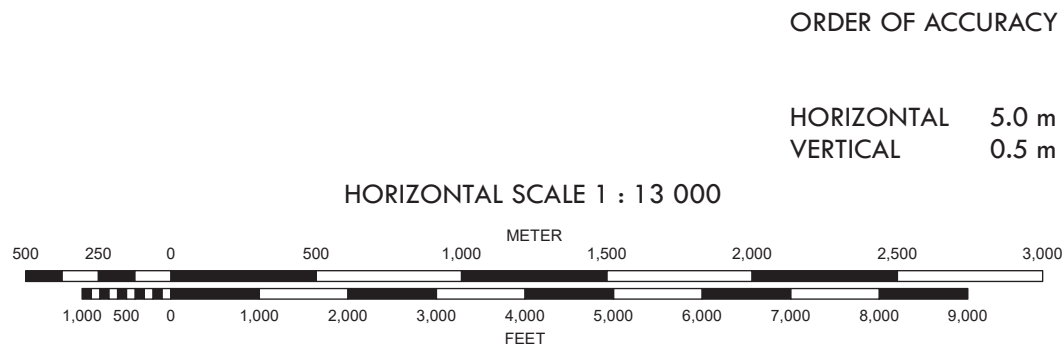 ORDER OF ACCURACY
HORIZONTAL 5.0 m
VERTICAL 0.5 m
HORIZONTAL SCALE 1 : 13 000
METER
500 250 0 500 1,000 1,500 2,000 2,500 3,000
1,000 500 0 1,000 2,000 3,000 4,000 5,000 6,000 7,000 8,000 9,000
FEET